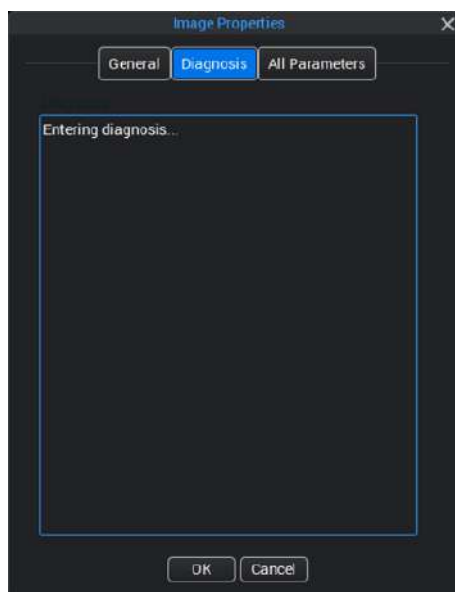 Image Properties
General Diagnosis All Parameters
Entering diagnosis...
OK Cancel